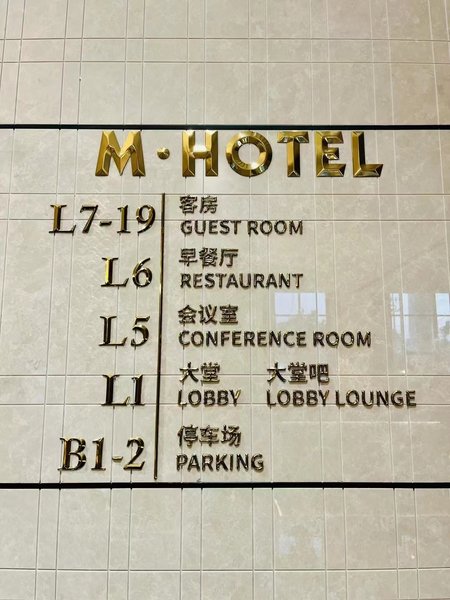 M·HOTEL
L7-19 客房
GUEST ROOM
L6 早餐厅
RESTAURANT
L5 会议室
CONFERENCE ROOM
L1 大堂 大堂吧
LOBBY LOBBY LOUNGE
B1-2 停车场
PARKING